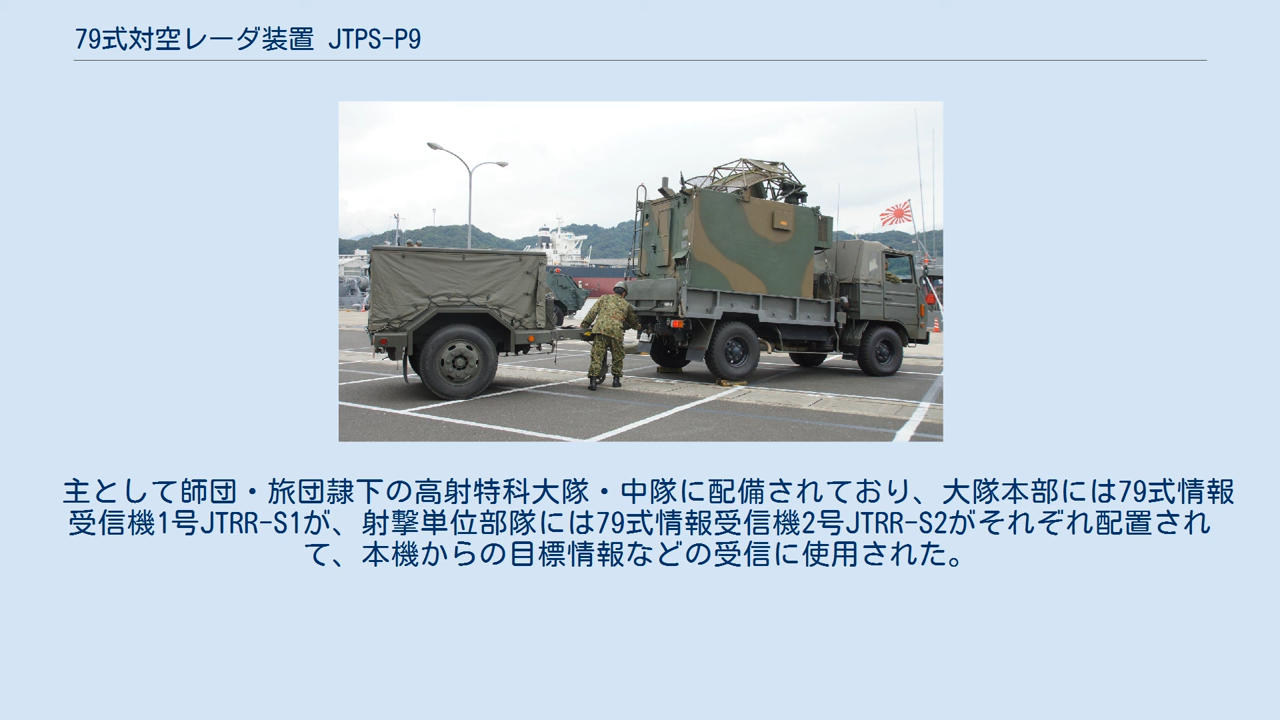 79式対空レーダ装置 JTPS-P9
主として師団・旅団隷下の高射特科大隊・中隊に配備されており、大隊本部には79式情報
受信機1号JTRR-S1が、射撃単位部隊には79式情報受信機2号JTRR-S2がそれぞれ配置され
て、本機からの目標情報などの受信に使用された。